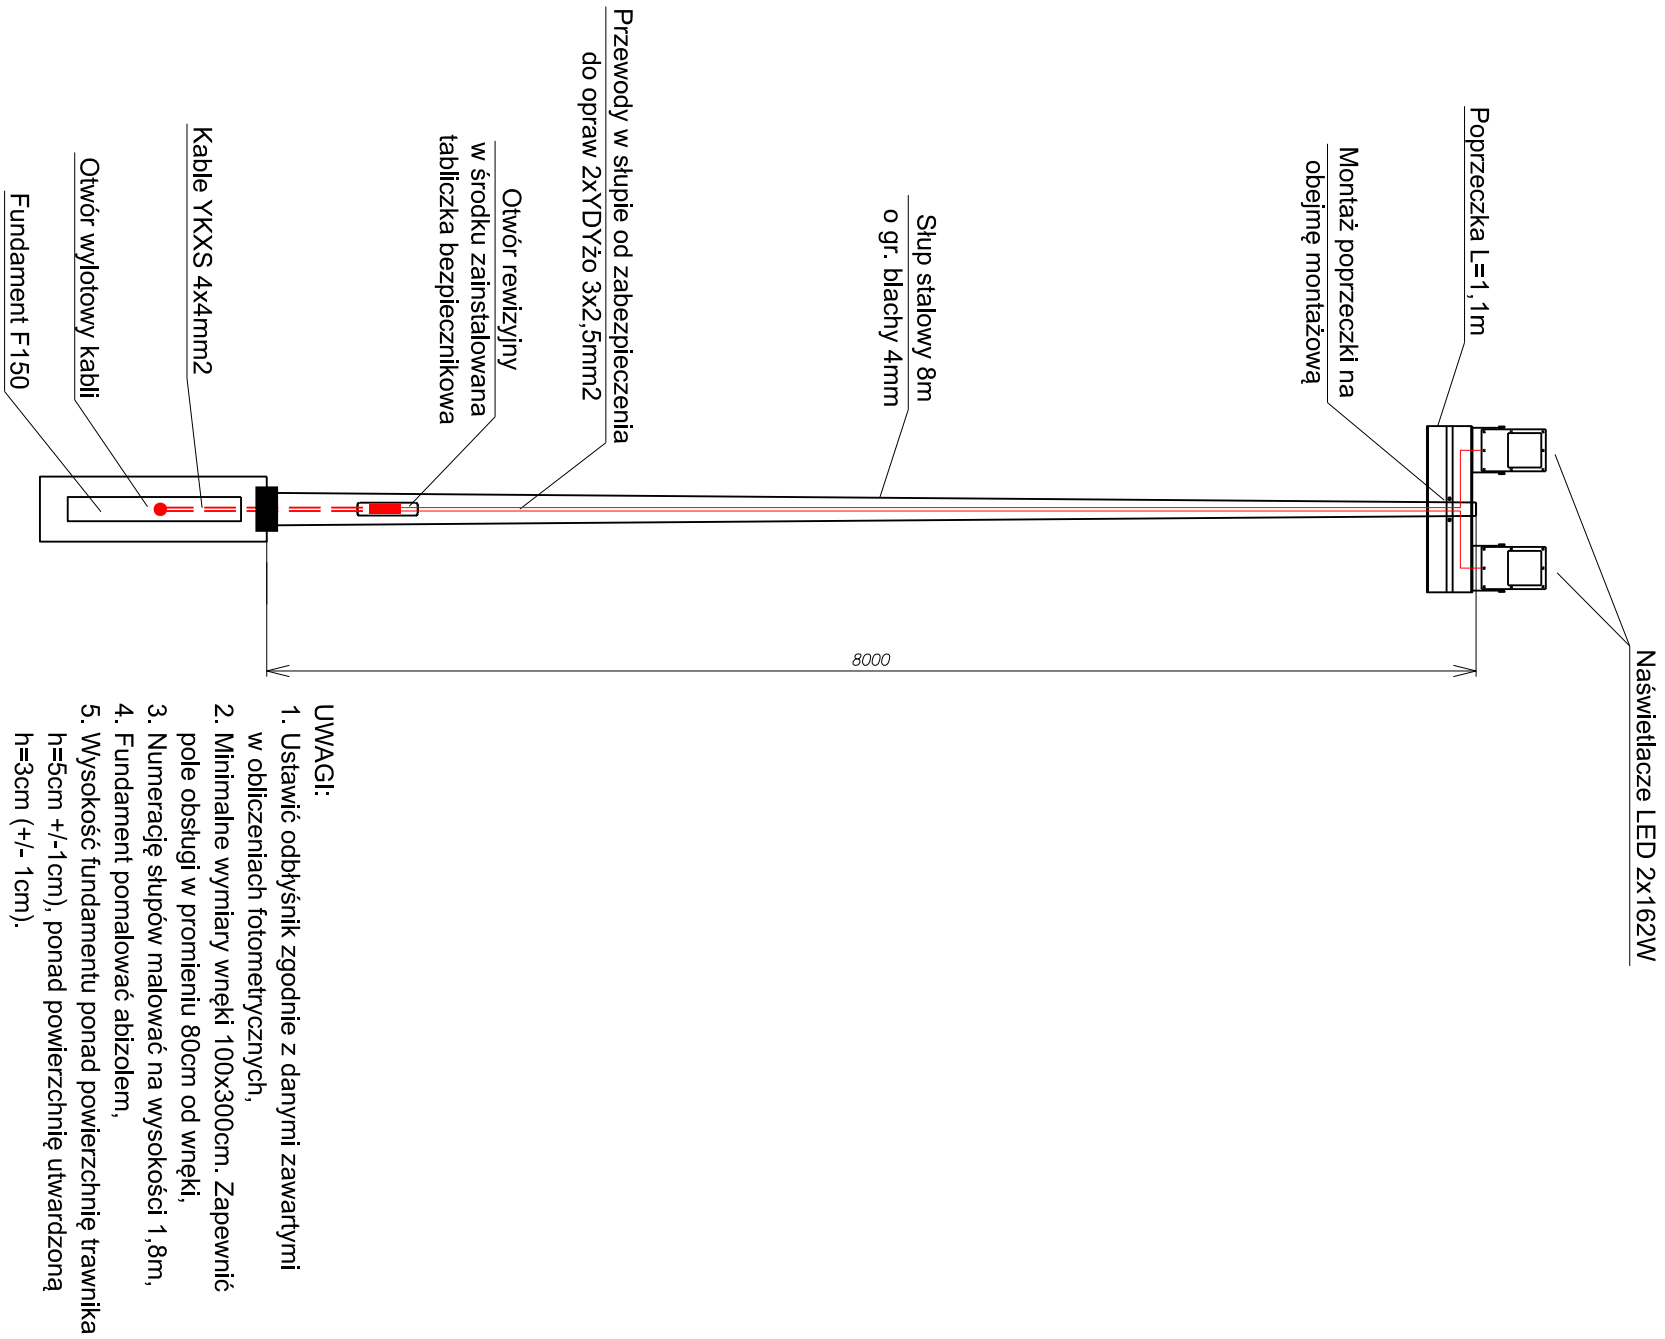 Naświetlacze LED 2x162W
Poprzeczka L=1,1m
Montaż poprzeczki na
obejmę montażową
Słup stalowy 8m
o gr. blachy 4mm
8000
Przewody w słupie od zabezpieczenia
do opraw 2xYDYżo 3x2,5mm2
Otwór rewizyjny
w środku zainstalowana
tabliczka bezpiecznikowa
Kable YKXS 4x4mm2
Otwór wylotowy kabli
Fundament F150
UWAGI:
1. Ustawić odbłyśnik zgodnie z danymi zawartymi
w obliczeniach fotometrycznych,
2. Minimalne wymiary wnęki 100x300cm. Zapewnić
pole obsługi w promieniu 80cm od wnęki,
3. Numerację słupów malować na wysokości 1,8m,
4. Fundament pomalować abizolem,
5. Wysokość fundamentu ponad powierzchnię trawnika
h=5cm +/-1cm), ponad powierzchnię utwardzoną
h=3cm (+/- 1cm).